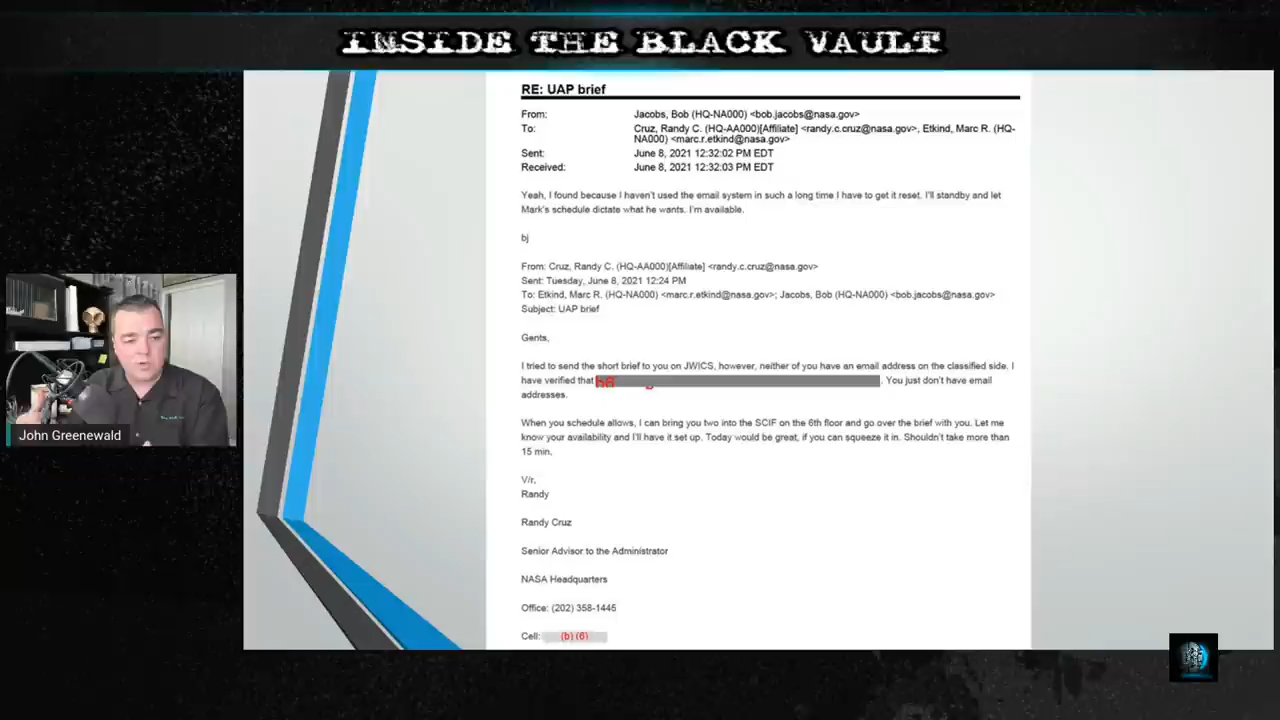 INSIDE THE BLACK VAULT
RE: UAP brief
From: Jacobs, Bob (HQ-NA000) <bob.jacobs@nasa.gov>
To: Cruz, Randy C. (HQ-AA000)[Affiliate] <randy.c.cruz@nasa.gov>, Etkind, Marc R. (HQ-
NA000) <marc.r.etkind@nasa.gov>
Sent: June 8, 2021 12:32:02 PM EDT
Received: June 8, 2021 12:32:03 PM EDT
Yeah, I found because I haven't used the email system in such a long time I have to get it reset. I'll standby and let
Mark's schedule dictate what he wants. I'm available.
bj
From: Cruz, Randy C. (HQ-AA000)[Affiliate] <randy.c.cruz@nasa.gov>
Sent: Tuesday, June 8, 2021 12:24 PM
To: Etkind, Marc R. (HQ-NA000) <marc.r.etkind@nasa.gov>; Jacobs, Bob (HQ-NA000) <bob.jacobs@nasa.gov>
Subject: UAP brief
Gents,
I tried to send the short brief to you on JWICS, however, neither of you have an email address on the classified side. I
have verified that b6 . You just don't have email
addresses.
When you schedule allows, I can bring you two into the SCIF on the 6th floor and go over the brief with you. Let me
know your availability and I'll have it set up. Today would be great, if you can squeeze it in. Shouldn't take more than
15 min.
V/r,
Randy
Randy Cruz
Senior Advisor to the Administrator
NASA Headquarters
Office: (202) 358-1445
Cell: (b) (6)
John Greenewald